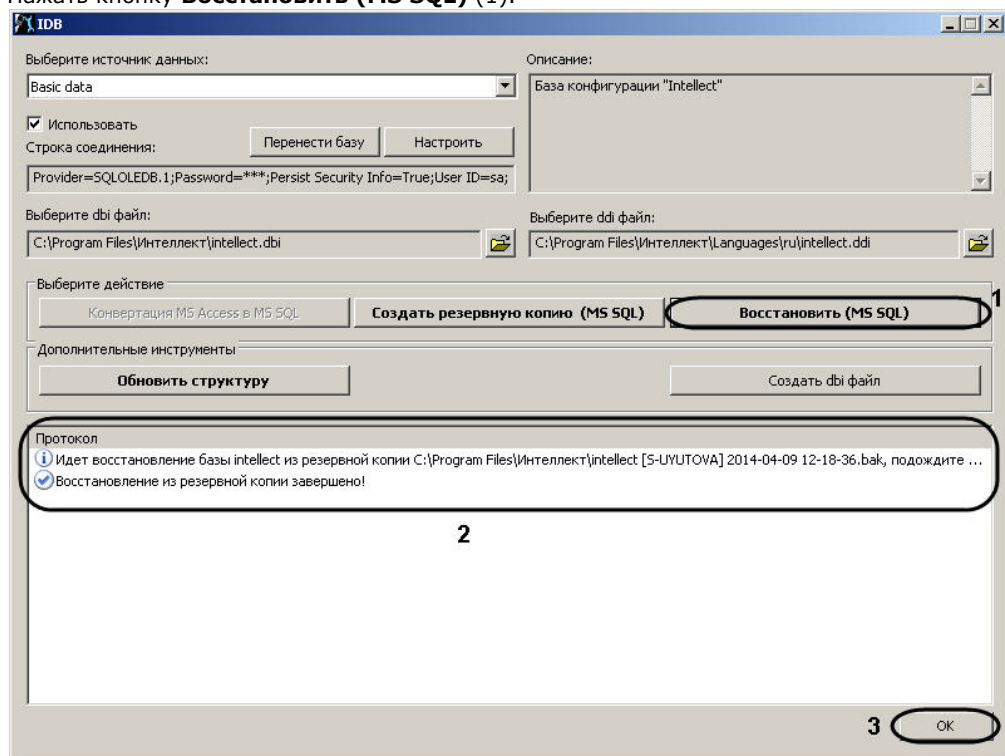 Нажать кнопку Восстановить (MS SQL) (1).
IDB
Выберите источник данных:
Описание:
Basic data
База конфигурации "Intellect"
Использовать
Строка соединения:
Перенести базу
Настроить
Provider=SQLOLEDB.1;Password=***;Persist Security Info=True;User ID=sa;
Выберите dbi файл:
Выберите ddi файл:
C:\Program Files\Интеллект\intellect.dbi
C:\Program Files\Интеллект\Languages\ru\intellect.ddi
Выберите действие
1
Конвертация MS Access в MS SQL
Создать резервную копию (MS SQL)
Восстановить (MS SQL)
Дополнительные инструменты
Обновить структуру
Создать dbi файл
Протокол
Идет восстановление базы intellect из резервной копии C:\Program Files\Интеллект\intellect [S-UYUTOVA] 2014-04-09 12-18-36.bak, подождите ...
Восстановление из резервной копии завершено!
2
3
OK